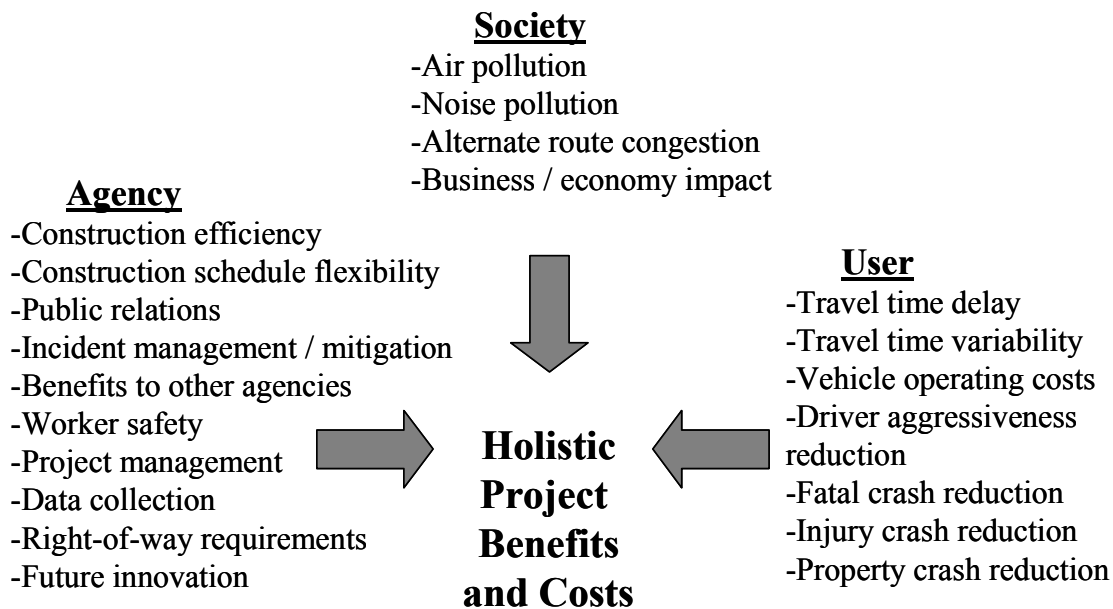 Society
-Air pollution
-Noise pollution
-Alternate route congestion
-Business / economy impact
Agency
-Construction efficiency
-Construction schedule flexibility
-Public relations
-Incident management / mitigation
-Benefits to other agencies
-Worker safety
-Project management
-Data collection
-Right-of-way requirements
-Future innovation
User
-Travel time delay
-Travel time variability
-Vehicle operating costs
-Driver aggressiveness
reduction
-Fatal crash reduction
-Injury crash reduction
-Property crash reduction
Holistic
Project
Benefits
and Costs